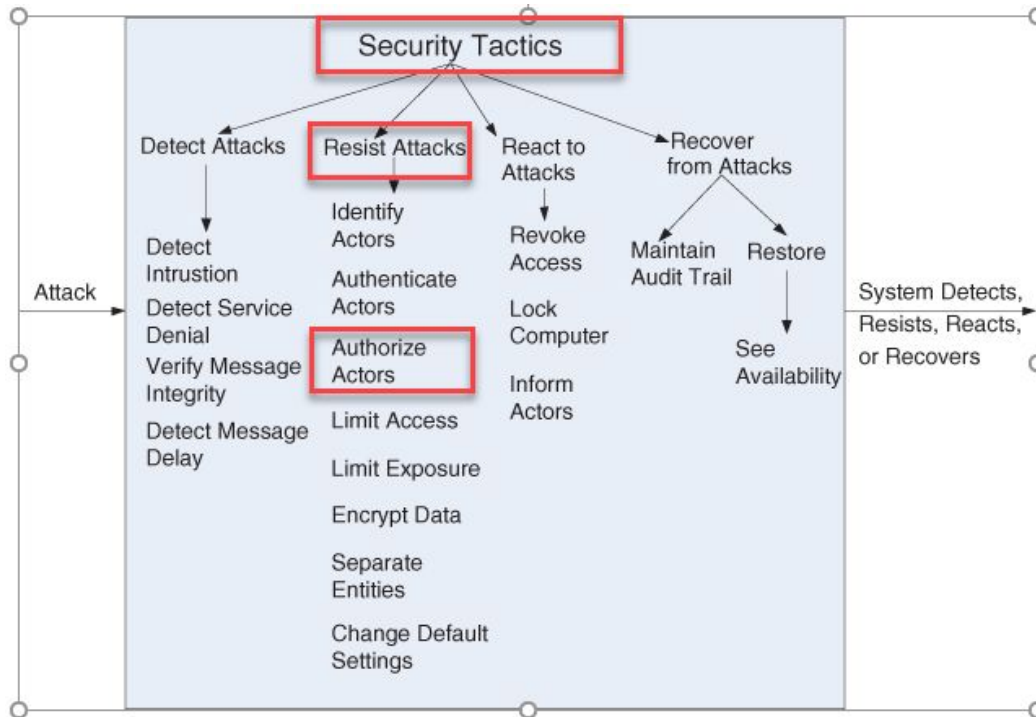 Security Tactics
Detect Attacks
Resist Attacks
React to
Attacks
Recover
from Attacks
Detect
Intrustion
Detect Service
Denial
Verify Message
Integrity
Detect Message
Delay
Identify
Actors
Authenticate
Actors
Authorize
Actors
Limit Access
Limit Exposure
Encrypt Data
Separate
Entities
Change Default
Settings
Revoke
Access
Lock
Computer
Inform
Actors
Maintain
Audit Trail
Restore
See
Availability
Attack
System Detects,
Resists, Reacts,
or Recovers